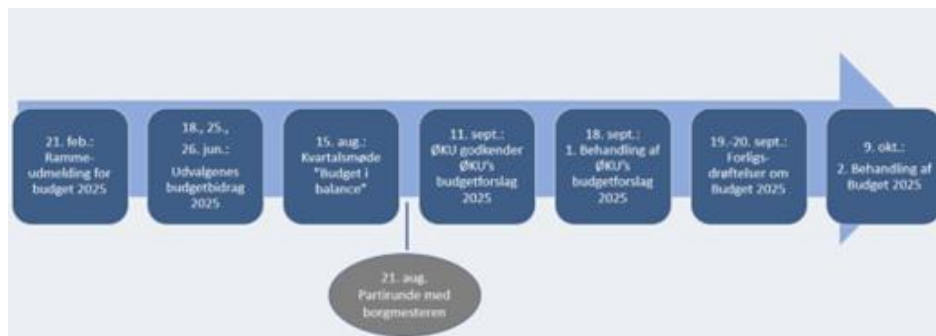 21. feb.:
Ramme-
udmelding for
budget 2025
18., 25.,
26. jun.:
Udvalgenes
budgetbidrag
2025
15. aug.:
Kvartalsmøde
"Budget i
balance"
21. aug.
Partirunde med
borgmesteren
11. sept.:
ØKU godkender
ØKU's
budgetforslag
2025
18. sept.:
1. Behandling af
ØKU's
budgetforslag
2025
19.-20. sept.:
Forligs-
drøftelser om
Budget 2025
9. okt.:
2. Behandling af
Budget 2025